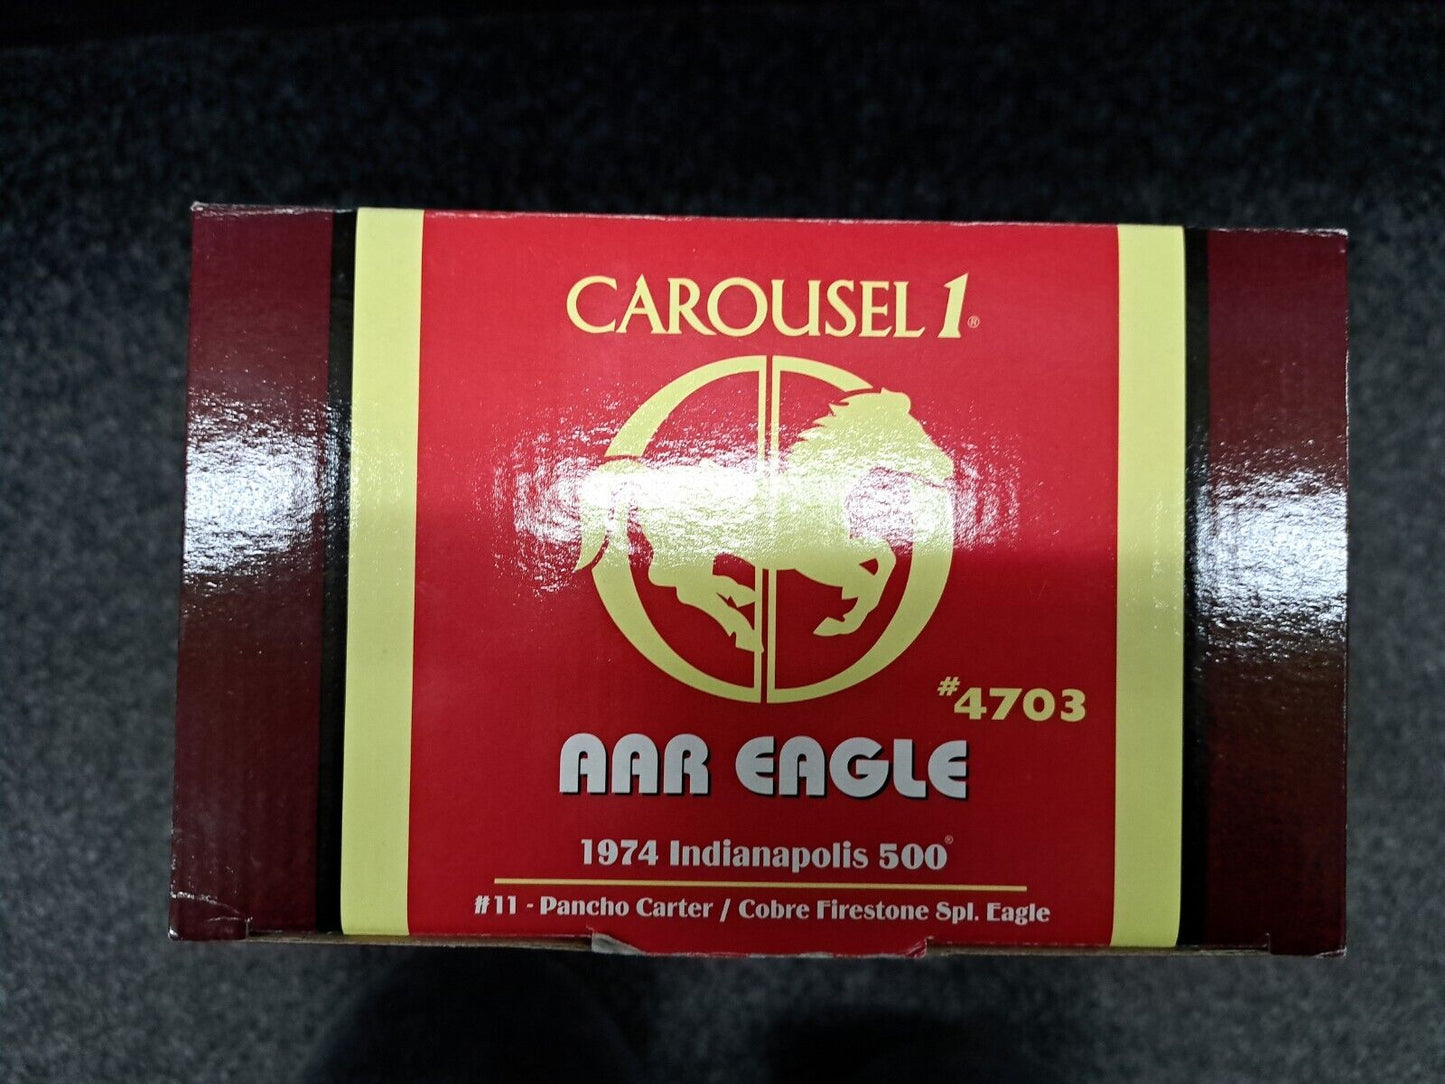 CAROUSEL 1®
#4703
AAR EAGLE
1974 Indianapolis 500®
#11 - Pancho Carter / Cobre Firestone Spl. Eagle